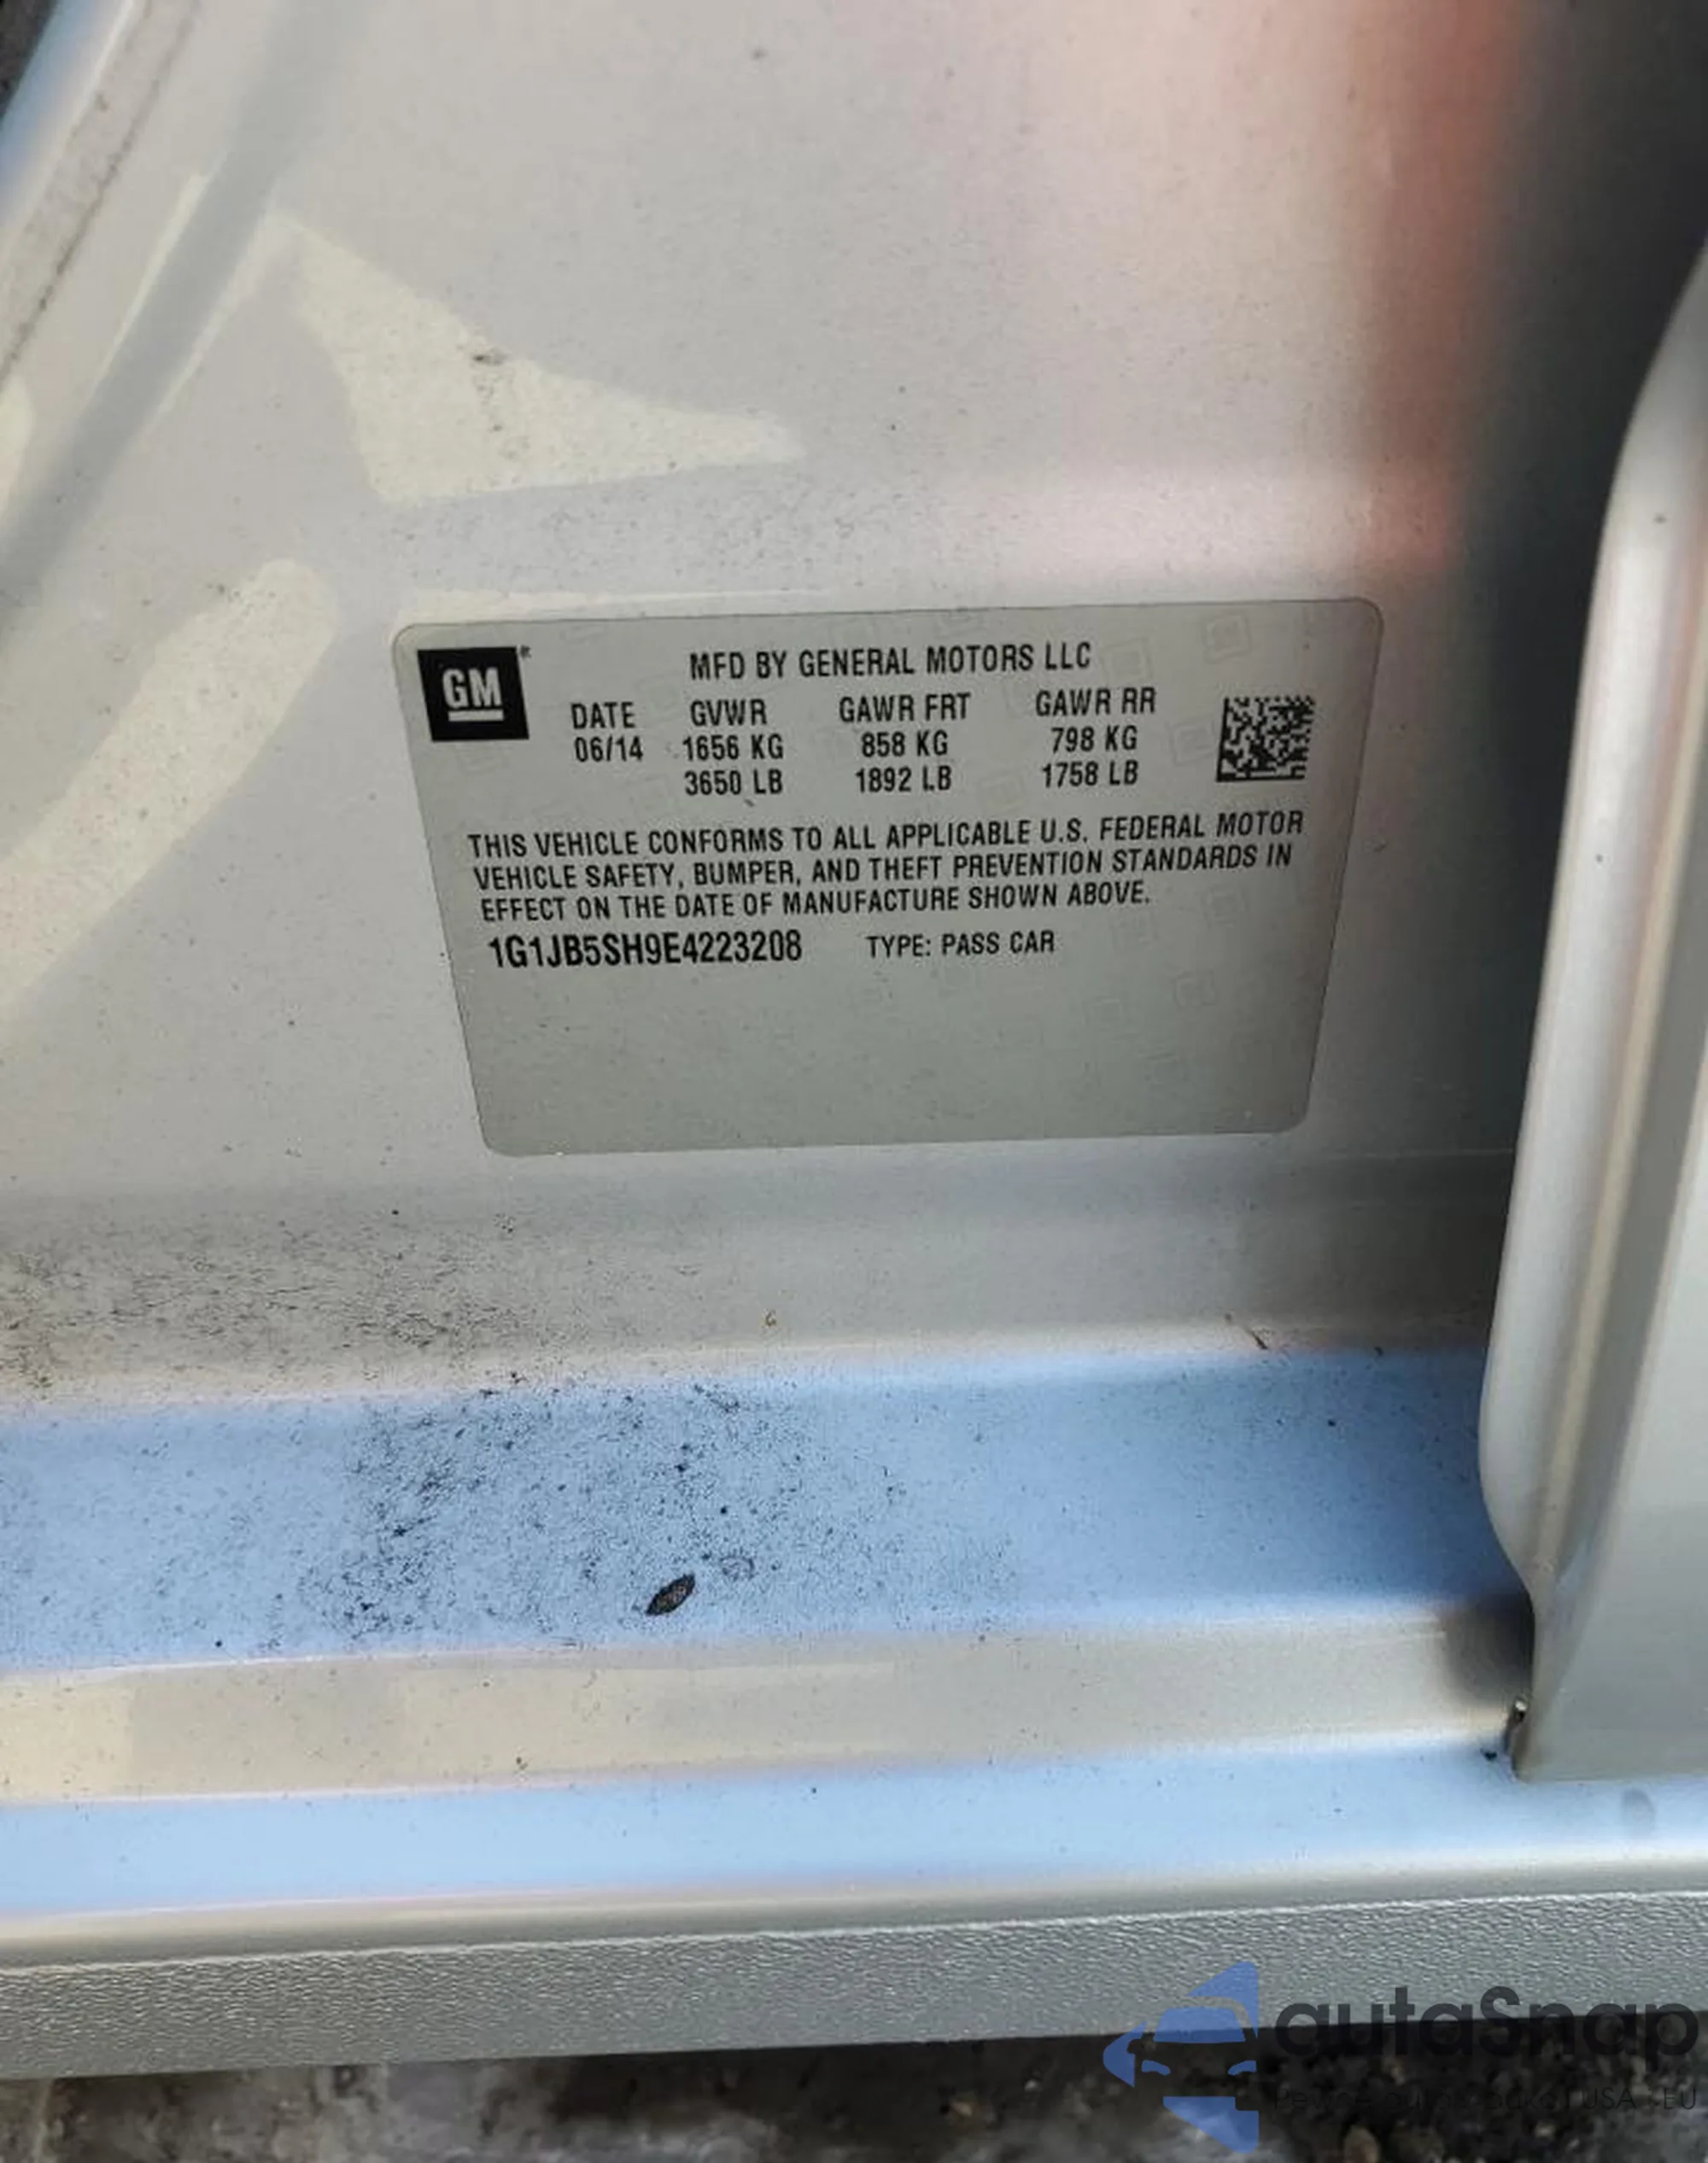 GM
MFD BY GENERAL MOTORS LLC
DATE GVWR GAWR FRT GAWR RR
06/14 1656 KG 858 KG 798 KG
3650 LB 1892 LB 1758 LB
THIS VEHICLE CONFORMS TO ALL APPLICABLE U.S. FEDERAL MOTOR
VEHICLE SAFETY, BUMPER, AND THEFT PREVENTION STANDARDS IN
EFFECT ON THE DATE OF MANUFACTURE SHOWN ABOVE.
1G1JB5SH9E4223208 TYPE: PASS CAR
autaSnap
USA